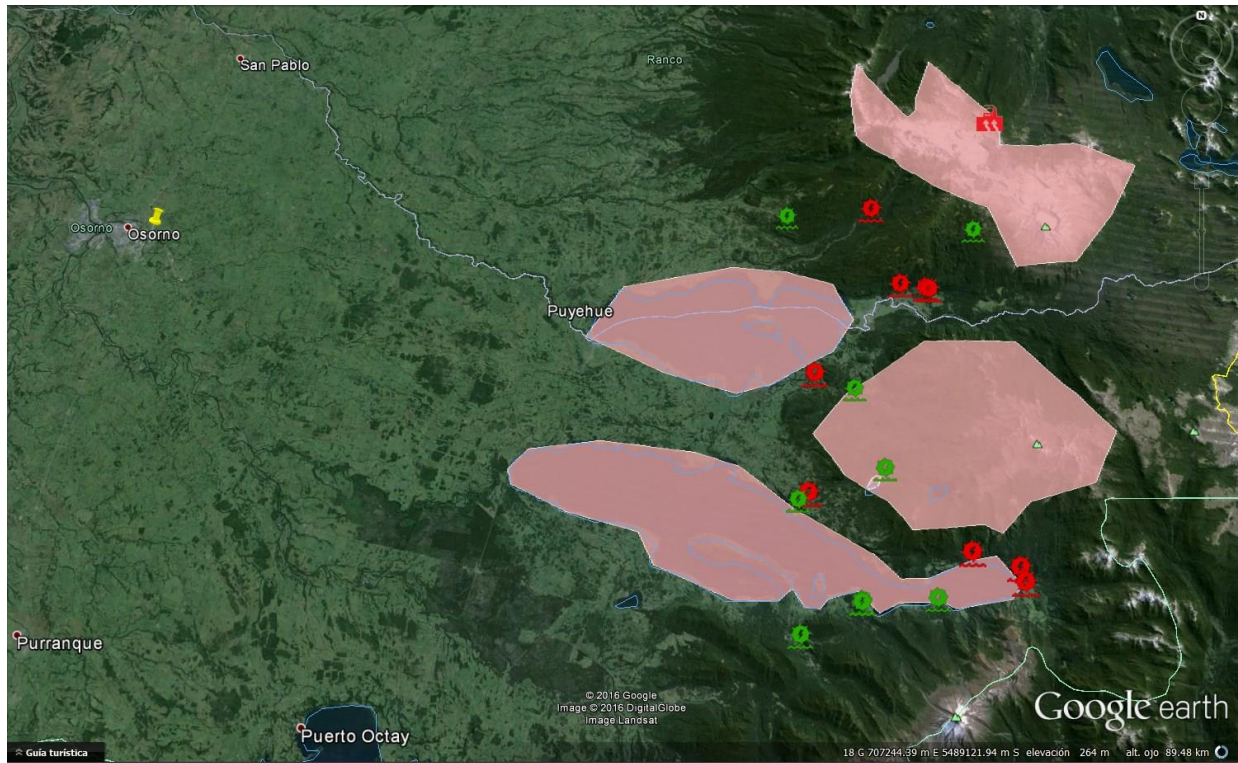 N
San Pablo
Ranco
Osorno
Osorno
Puyehue
Purranque
Puerto Octay
© 2016 Google
Image © 2016 DigitalGlobe
Image Landsat
Google earth
Guía turística
18 G 707244.39 m E 5489121.94 m S elevación 264 m alt. ojo 89.48 km